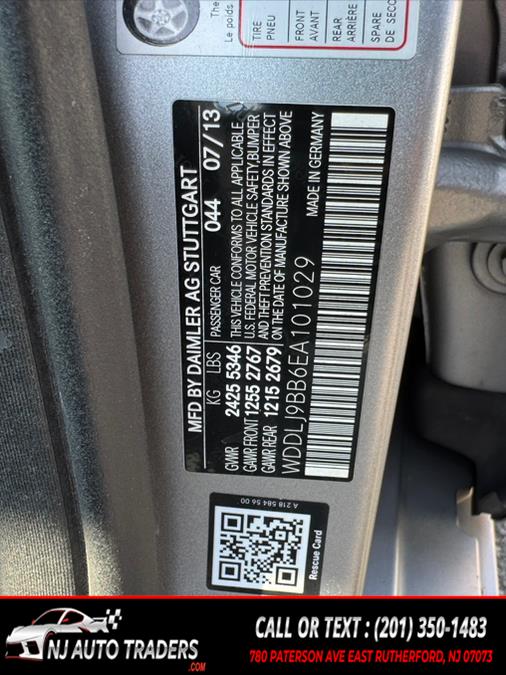 The
Le poids
TIRE
PNEU
FRONT
AVANT
REAR
ARRIÈRE
SPARE
DE SECO
MFD BY DAIMLER AG STUTTGART
PASSENGER CAR 044 07/13
KG LBS
GVWR 2425 5346
GAWR FRONT 1255 2767
GAWR REAR 1215 2679
THIS VEHICLE CONFORMS TO ALL APPLICABLE
U.S. FEDERAL MOTOR VEHICLE SAFETY,BUMPER
AND THEFT PREVENTION STANDARDS IN EFFECT
ON THE DATE OF MANUFACTURE SHOWN ABOVE
WDDLJ9BB6EA101029
MADE IN GERMANY
A 218 584 56 00
Rescue Card
NJ AUTO TRADERS
.COM
CALL OR TEXT : (201) 350-1483
780 PATERSON AVE EAST RUTHERFORD, NJ 07073